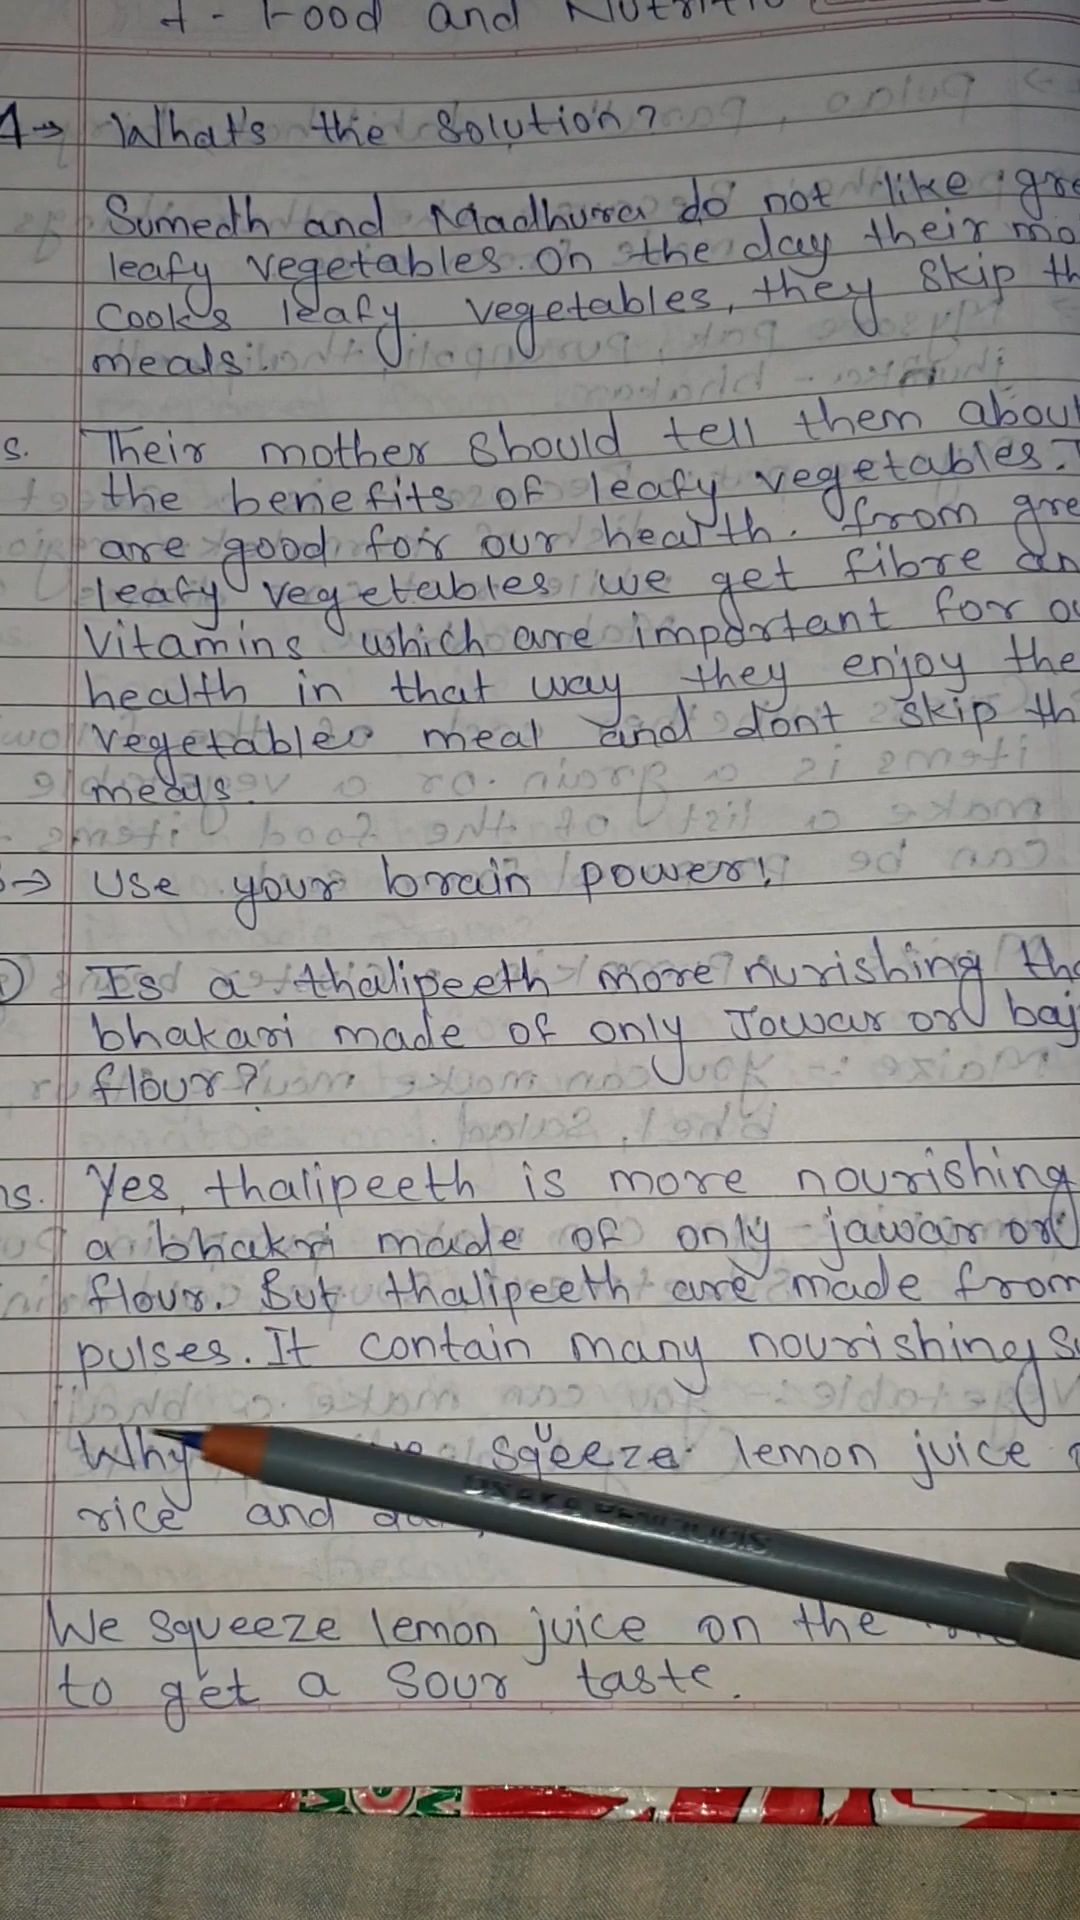 Food and
A→ What's the solution?
Sumedh and Maadhura do not like
leafy vegetables. On the day their
cooks leafy vegetables, they skip
meals.
s. Their mother should tell them about
the benefits of leafy vegetables.
are good for our health. from
leafy vegetables we get fibre
vitamins which are important for
health in that way they enjoy the
vegetables meal and dont skip
meals.
→ Use your brain power!
Is a thalipeeth more nurishing
bhakari made of only Jowar or
flour?
ns. Yes, thalipeeth is more nourishing
a bhakri made of only jawar or
flour. But thalipeeth are made from
pulses. It contain many nourishing
Why squeeze lemon juice
rice and
We squeeze lemon juice on the
to get a sour taste.